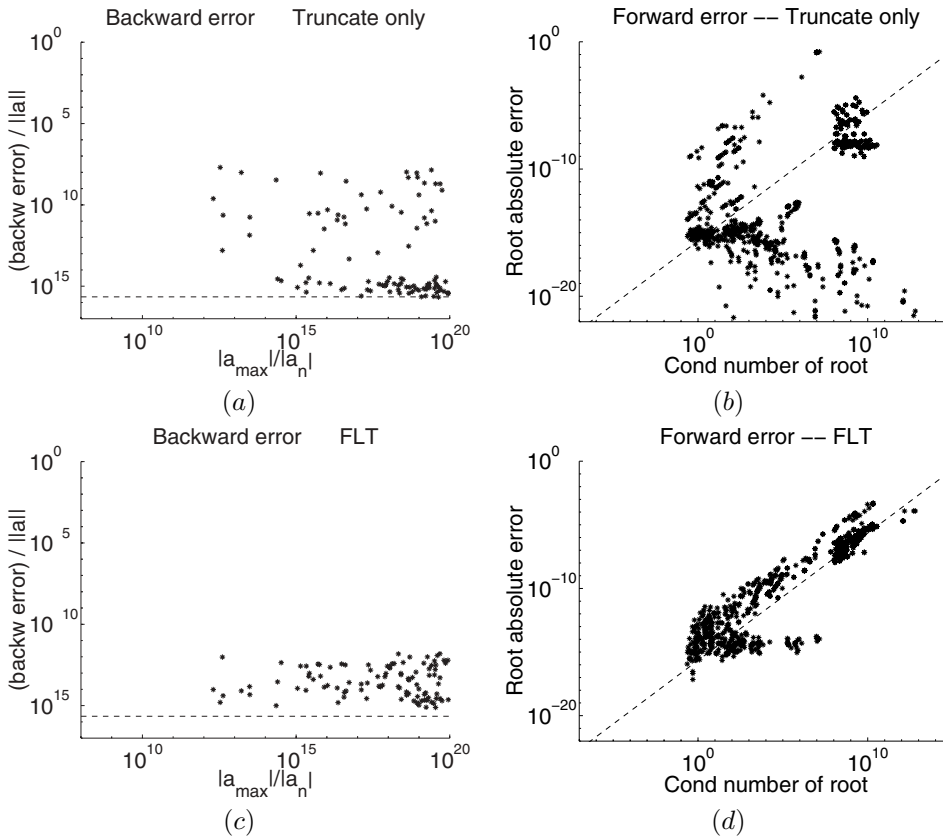 Backward error Truncate only
(backw error) / ||a||
10^0
10^5
10^10
10^15
10^10
10^15
10^20
|a_max|/|a_n|
(a)
Forward error -- Truncate only
Root absolute error
10^0
10^-10
10^-20
10^0
10^10
Cond number of root
(b)
Backward error FLT
(backw error) / ||a||
10^0
10^5
10^10
10^15
10^10
10^15
10^20
|a_max|/|a_n|
(c)
Forward error -- FLT
Root absolute error
10^0
10^-10
10^-20
10^0
10^10
Cond number of root
(d)